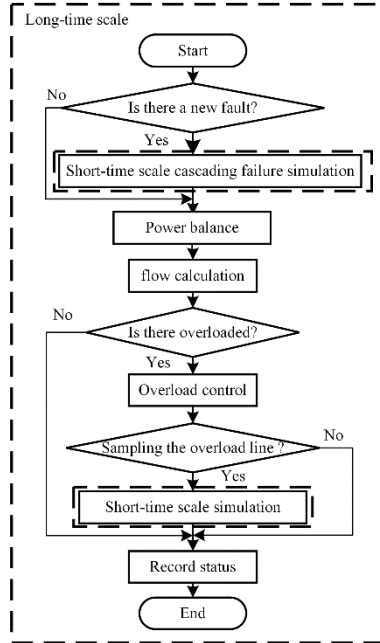 Long-time scale
Start
No
Is there a new fault?
Yes
Short-time scale cascading failure simulation
Power balance
flow calculation
No
Is there overloaded?
Yes
Overload control
Sampling the overload line ?
No
Yes
Short-time scale simulation
Record status
End